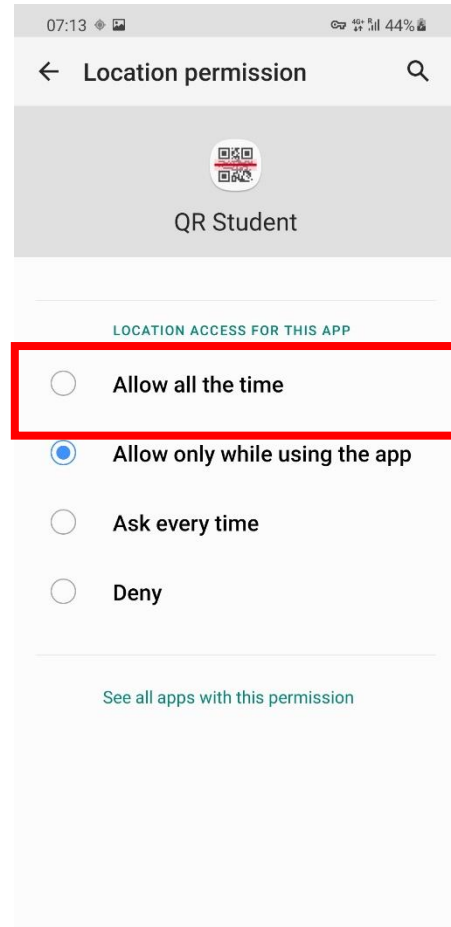 07:13 44%
Location permission
QR Student
LOCATION ACCESS FOR THIS APP
Allow all the time
Allow only while using the app
Ask every time
Deny
See all apps with this permission